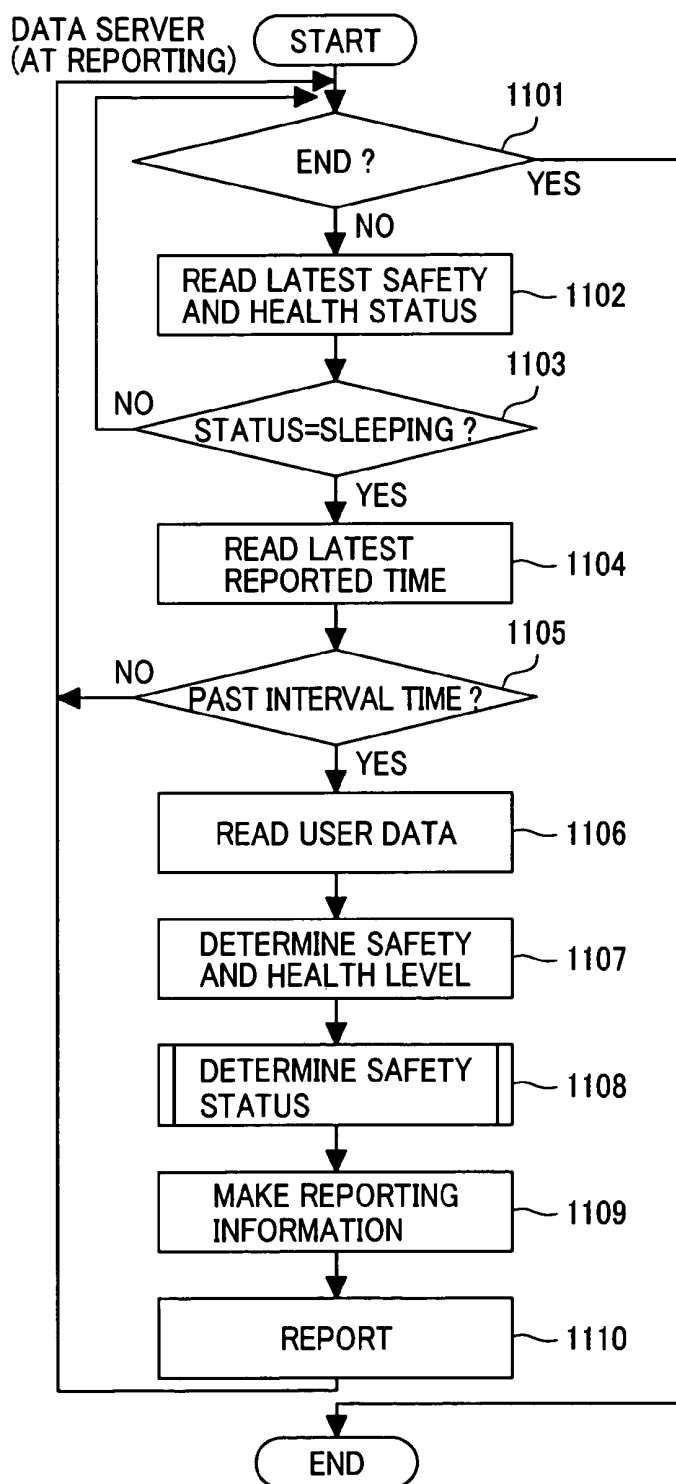 DATA SERVER
(AT REPORTING)
START
1101
END ?
YES
NO
READ LATEST SAFETY
AND HEALTH STATUS
1102
1103
NO
STATUS=SLEEPING ?
YES
READ LATEST
REPORTED TIME
1104
1105
NO
PAST INTERVAL TIME ?
YES
READ USER DATA
1106
DETERMINE SAFETY
AND HEALTH LEVEL
1107
DETERMINE SAFETY
STATUS
1108
MAKE REPORTING
INFORMATION
1109
REPORT
1110
END